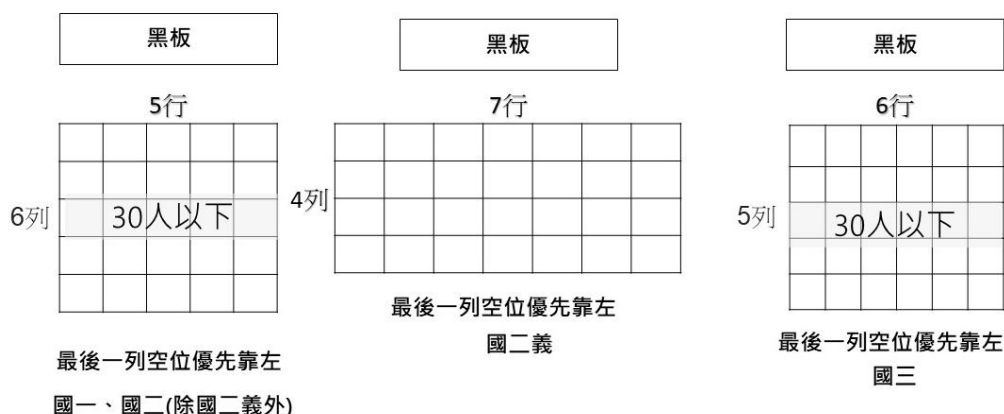 黑板
5行
6列
30人以下
最後一列空位優先靠左
國一、國二(除國二義外)
黑板
7行
4列
最後一列空位優先靠左
國二義
黑板
6行
5列
30人以下
最後一列空位優先靠左
國三